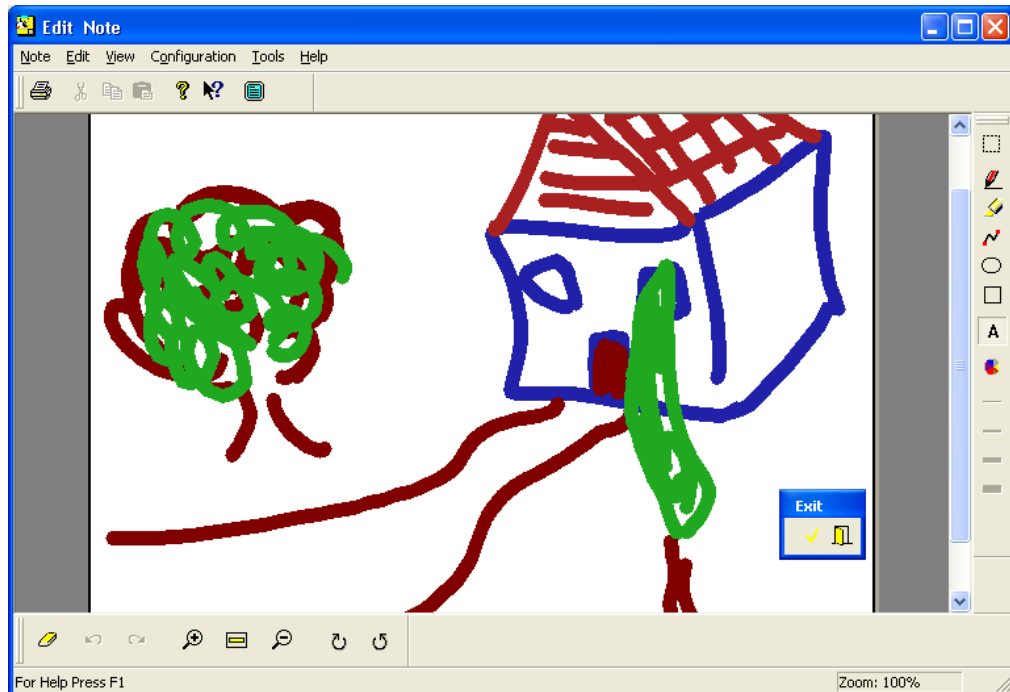 Edit Note
Note Edit View Configuration Tools Help
A
Exit
For Help Press F1 Zoom: 100%